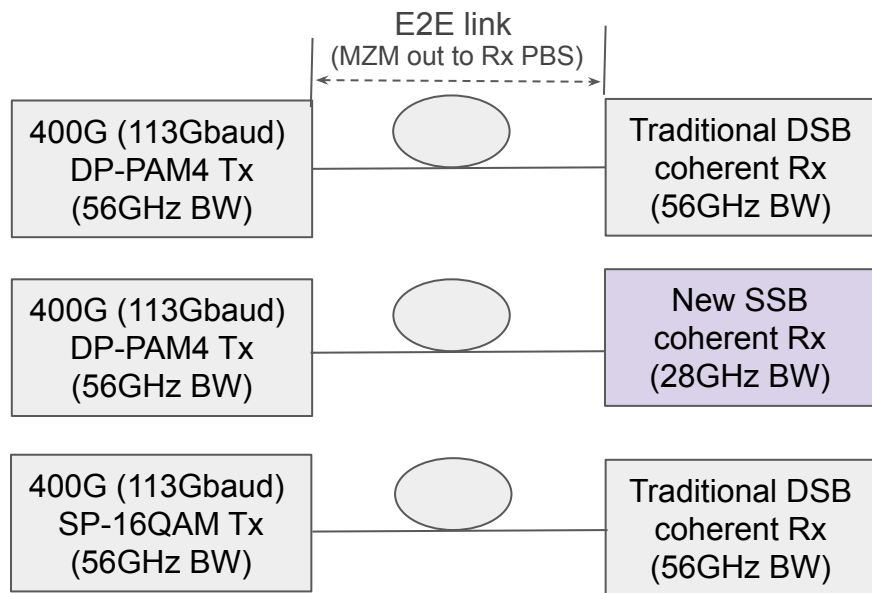 E2E link
(MZM out to Rx PBS)
400G (113Gbaud)
DP-PAM4 Tx
(56GHz BW)
Traditional DSB
coherent Rx
(56GHz BW)
400G (113Gbaud)
DP-PAM4 Tx
(56GHz BW)
New SSB
coherent Rx
(28GHz BW)
400G (113Gbaud)
SP-16QAM Tx
(56GHz BW)
Traditional DSB
coherent Rx
(56GHz BW)